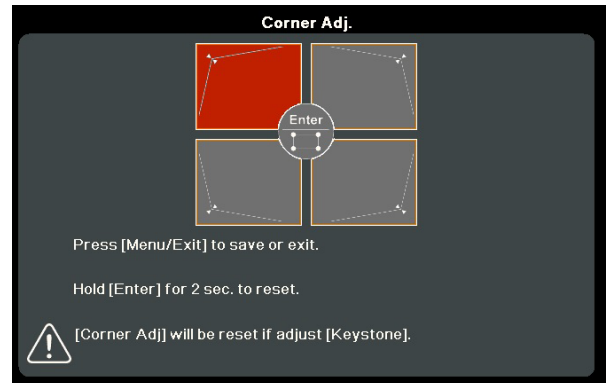 Corner Adj.
Enter
Press [Menu/Exit] to save or exit.
Hold [Enter] for 2 sec. to reset.
[Corner Adj] will be reset if adjust [Keystone].